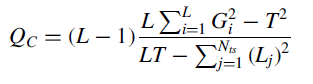 Q_C = (L − 1) \frac{L \sum_{i=1}^{L} G_i^2 − T^2}{LT − \sum_{j=1}^{N_{ts}} (L_j)^2}